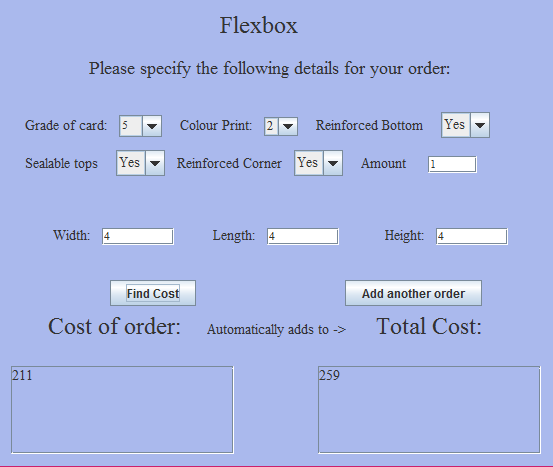 Flexbox
Please specify the following details for your order:
Grade of card: 5 Colour Print: 2 Reinforced Bottom Yes
Sealable tops Yes Reinforced Corner Yes Amount 1
Width: 4 Length: 4 Height: 4
Find Cost Add another order
Cost of order: Automatically adds to -> Total Cost:
211 259